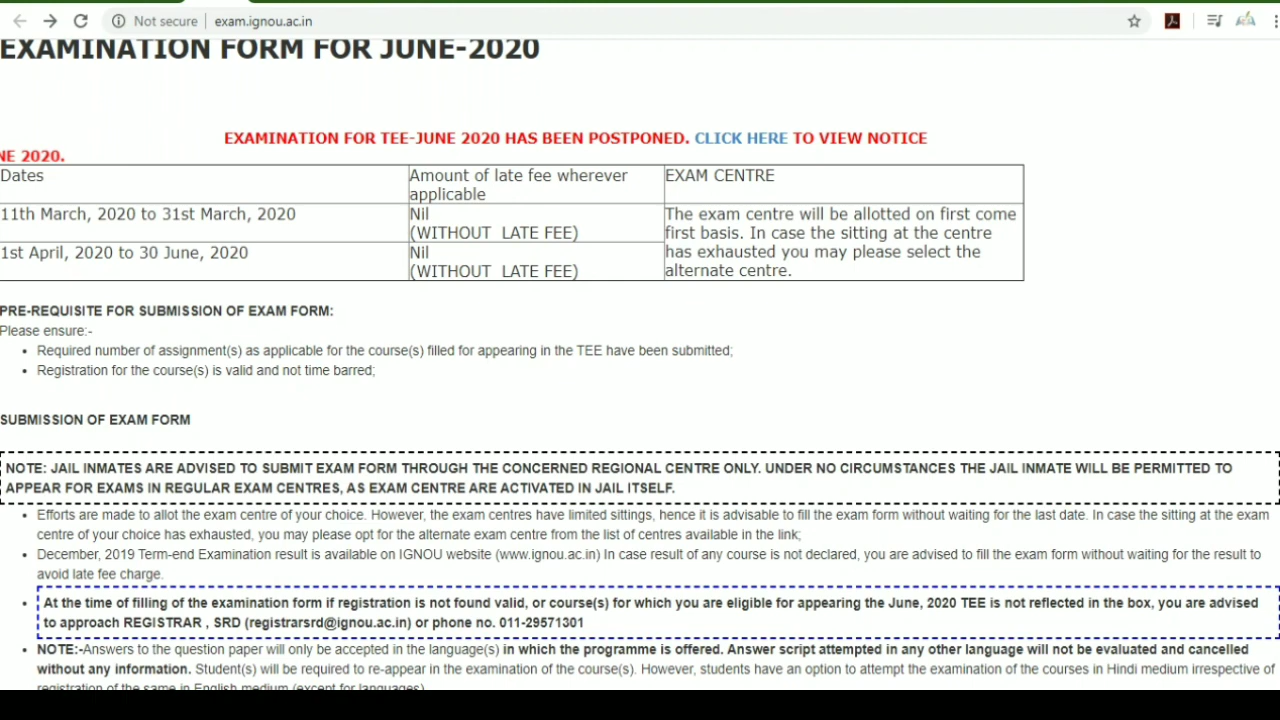 Not secure | exam.ignou.ac.in
EXAMINATION FORM FOR JUNE-2020
EXAMINATION FOR TEE-JUNE 2020 HAS BEEN POSTPONED. CLICK HERE TO VIEW NOTICE
NE 2020.
Dates
Amount of late fee wherever
applicable
EXAM CENTRE
11th March, 2020 to 31st March, 2020
Nil
(WITHOUT LATE FEE)
1st April, 2020 to 30 June, 2020
Nil
(WITHOUT LATE FEE)
The exam centre will be allotted on first come
first basis. In case the sitting at the centre
has exhausted you may please select the
alternate centre.
PRE-REQUISITE FOR SUBMISSION OF EXAM FORM:
Please ensure:-
• Required number of assignment(s) as applicable for the course(s) filled for appearing in the TEE have been submitted;
• Registration for the course(s) is valid and not time barred;
SUBMISSION OF EXAM FORM
NOTE: JAIL INMATES ARE ADVISED TO SUBMIT EXAM FORM THROUGH THE CONCERNED REGIONAL CENTRE ONLY. UNDER NO CIRCUMSTANCES THE JAIL INMATE WILL BE PERMITTED TO
APPEAR FOR EXAMS IN REGULAR EXAM CENTRES, AS EXAM CENTRE ARE ACTIVATED IN JAIL ITSELF.
• Efforts are made to allot the exam centre of your choice. However, the exam centres have limited sittings, hence it is advisable to fill the exam form without waiting for the last date. In case the sitting at the exam
centre of your choice has exhausted, you may please opt for the alternate exam centre from the list of centres available in the link;
• December, 2019 Term-end Examination result is available on IGNOU website (www.ignou.ac.in) In case result of any course is not declared, you are advised to fill the exam form without waiting for the result to
avoid late fee charge.
• At the time of filling of the examination form if registration is not found valid, or course(s) for which you are eligible for appearing the June, 2020 TEE is not reflected in the box, you are advised
to approach REGISTRAR , SRD (registrarsrd@ignou.ac.in) or phone no. 011-29571301
• NOTE:-Answers to the question paper will only be accepted in the language(s) in which the programme is offered. Answer script attempted in any other language will not be evaluated and cancelled
without any information. Student(s) will be required to re-appear in the examination of the course(s). However, students have an option to attempt the examination of the courses in Hindi medium irrespective of
registration of the same in English medium (except for languages)